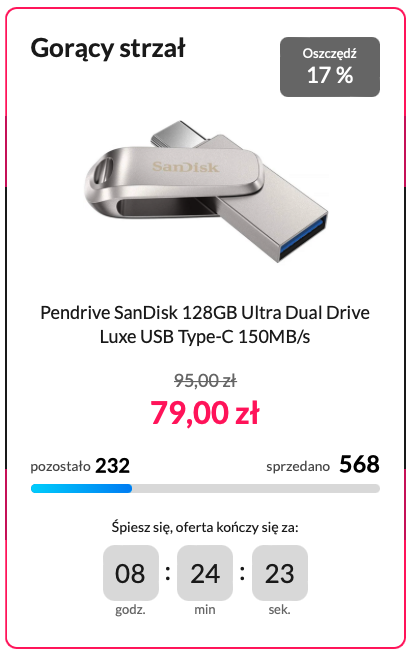 Gorący strzał
Oszczędź
17 %
SanDisk
Pendrive SanDisk 128GB Ultra Dual Drive
Luxe USB Type-C 150MB/s
95,00 zł
79,00 zł
pozostało 232 sprzedano 568
Śpiesz się, oferta kończy się za:
08 : 24 : 23
godz. min sek.